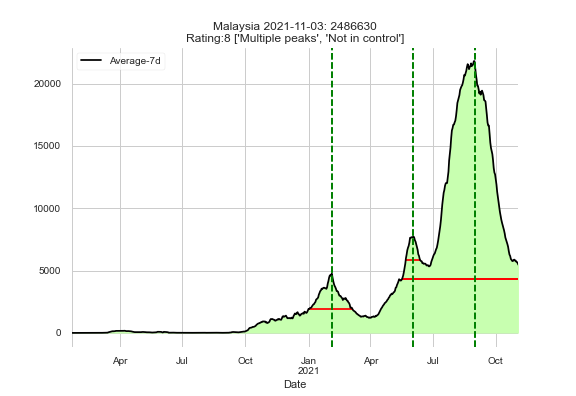 Malaysia 2021-11-03: 2486630
Rating:8 ['Multiple peaks', 'Not in control']
Average-7d
20000
15000
10000
5000
0
Apr Jul Oct Jan Apr Jul Oct
2021
Date